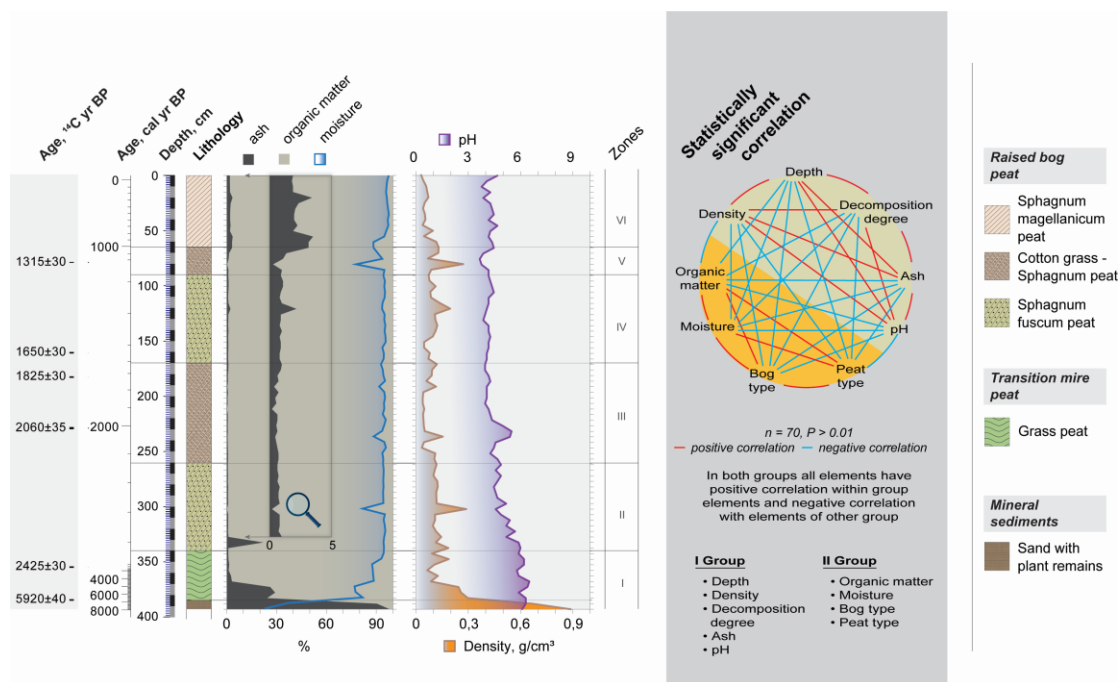 Age, ¹⁴C yr BP
Age, cal yr BP
Depth, cm
Lithology
ash
organic matter
moisture
pH
Zones
0 3 6 9
0
1000
2000
4000
6000
8000
1315±30
1650±30
1825±30
2060±35
2425±30
5920±40
0
50
100
150
200
250
300
350
400
0 5
VI
V
IV
III
II
I
0 30 60 90
%
0 0,3 0,6 0,9
Density, g/cm³
Statistically
significant
correlation
Depth
Density
Decomposition
degree
Organic
matter
Ash
Moisture
pH
Bog
type
Peat
type
n = 70, P > 0.01
positive correlation negative correlation
In both groups all elements have
positive correlation within group
elements and negative correlation
with elements of other group
I Group
• Depth
• Density
• Decomposition
degree
• Ash
• pH
II Group
• Organic matter
• Moisture
• Bog type
• Peat type
Raised bog
peat
Sphagnum
magellanicum
peat
Cotton grass -
Sphagnum peat
Sphagnum
fuscum peat
Transition mire
peat
Grass peat
Mineral
sediments
Sand with
plant remains